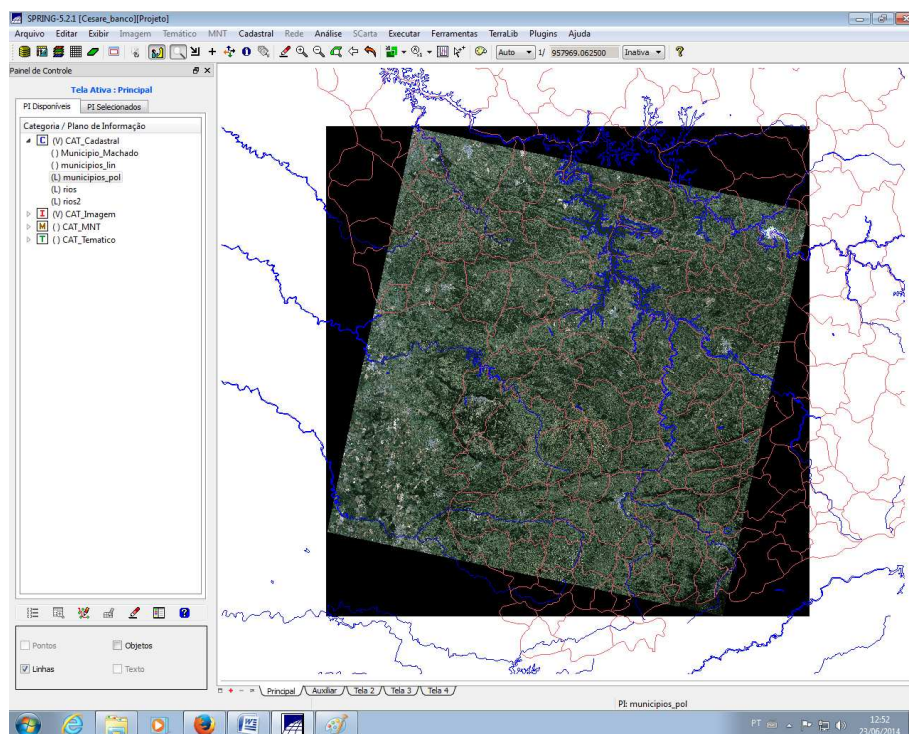 SPRING-5.2.1 [Cesare_banco][Projeto]
Arquivo Editar Exibir Imagem Temático MNT Cadastral Rede Análise SCarta Executar Ferramentas TerraLib Plugins Ajuda
Auto 1/ 957969.062500 Inativa
Painel de Controle
Tela Ativa : Principal
PI Disponíveis PI Selecionados
Categoria / Plano de Informação
C (V) CAT_Cadastral
( ) Municipio_Machado
( ) municipios_lin
(L) municipios_pol
(L) rios
(L) rios2
I (V) CAT_Imagem
M ( ) CAT_MNT
T ( ) CAT_Tematico
Pontos Objetos
Linhas Texto
Principal Auxiliar Tela 2 Tela 3 Tela 4
PI: municipios_pol
PT 12:52
23/06/2014